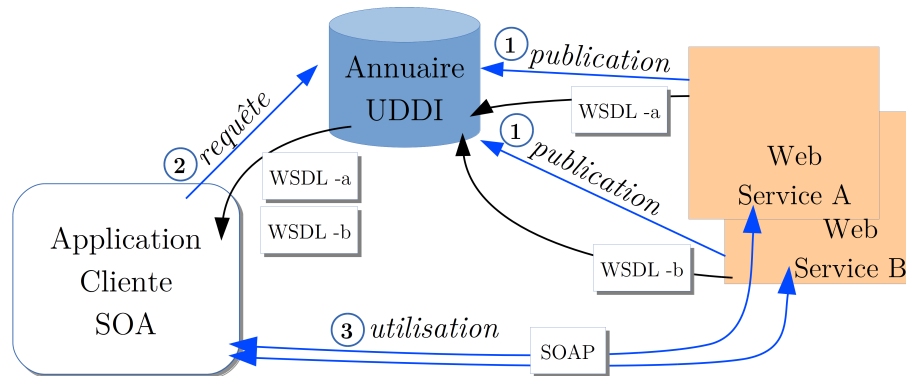 1 publication
Annuaire
UDDI
WSDL -a
1 publication
2 requête
WSDL -a
WSDL -b
Web
Service A
Web
Service B
WSDL -b
Application
Cliente
SOA
3 utilisation
SOAP